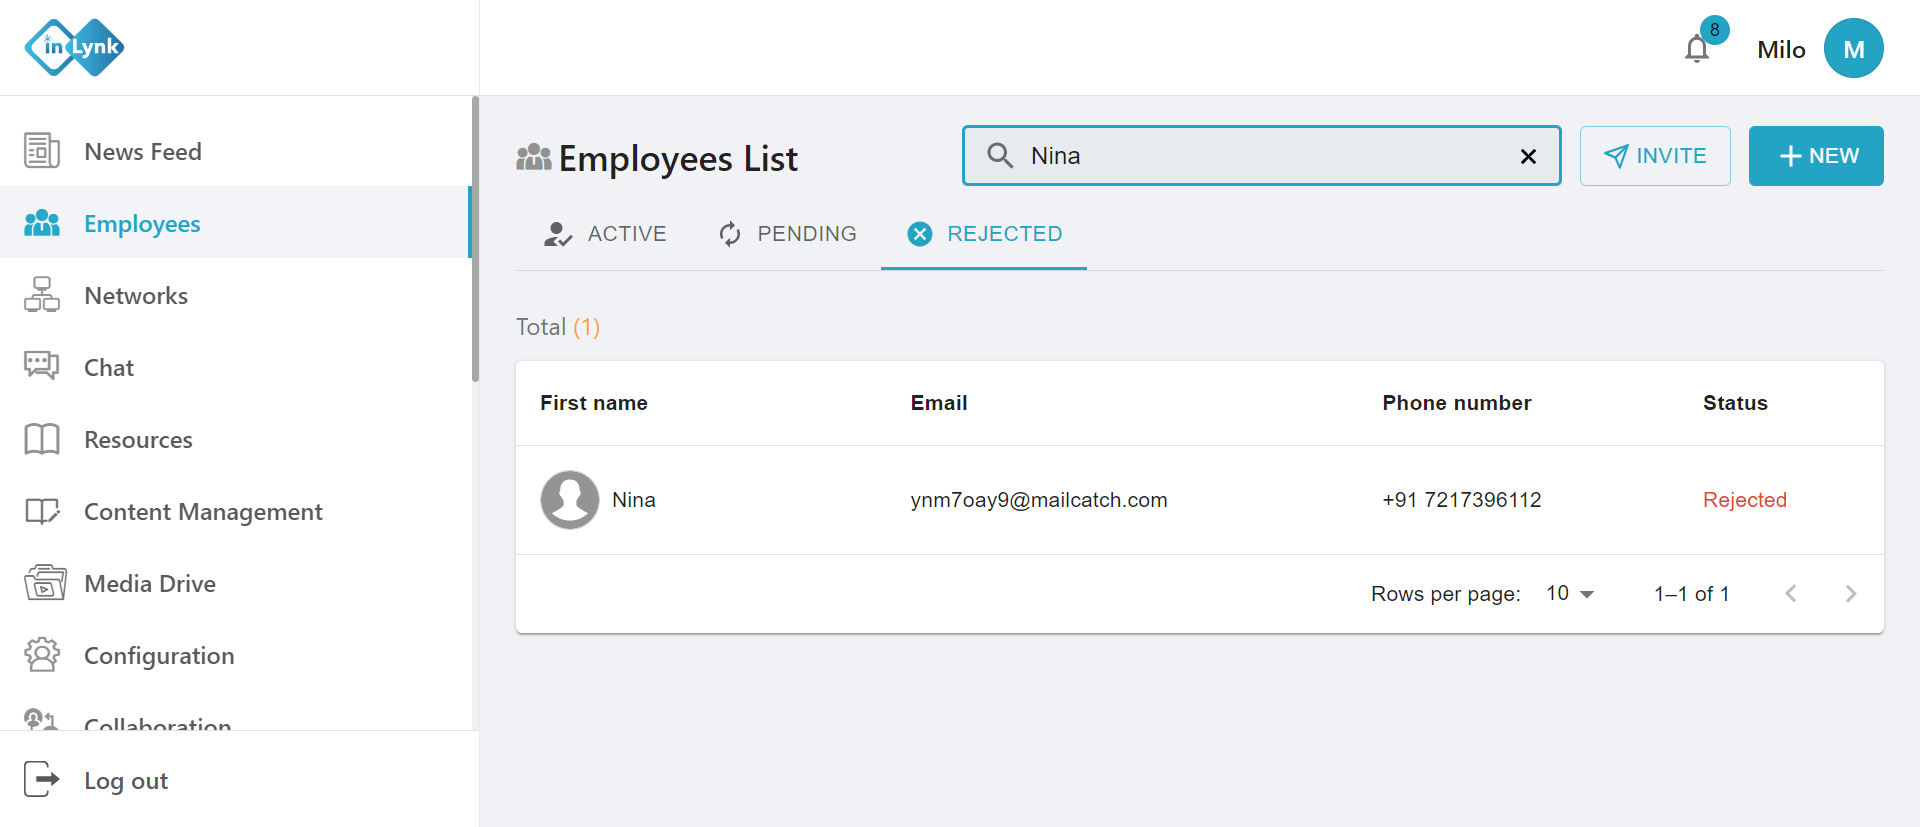 in Lynk
8
Milo
M
News Feed
Employees
Networks
Chat
Resources
Content Management
Media Drive
Configuration
Collaboration
Log out
Employees List
Nina
INVITE
NEW
ACTIVE
PENDING
REJECTED
Total (1)
First name Email Phone number Status
Nina ynm7oay9@mailcatch.com +91 7217396112 Rejected
Rows per page: 10 1–1 of 1